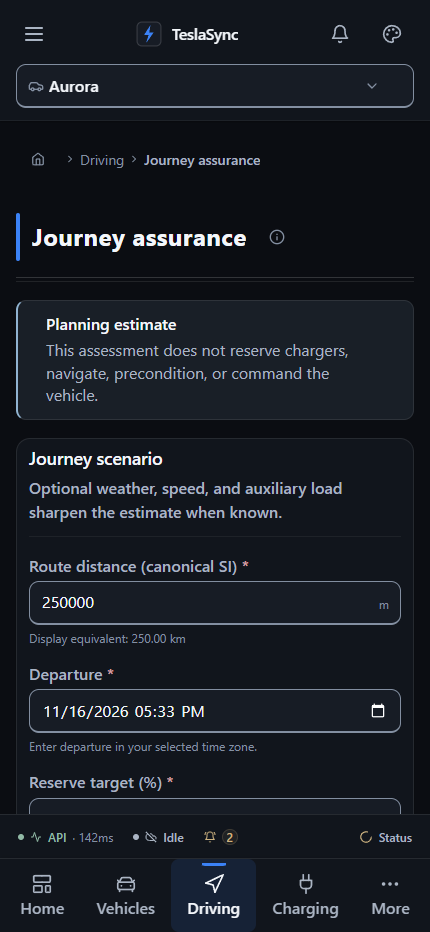 TeslaSync
Aurora
Driving
Journey assurance
Journey assurance
Planning estimate
This assessment does not reserve chargers,
navigate, precondition, or command the
vehicle.
Journey scenario
Optional weather, speed, and auxiliary load
sharpen the estimate when known.
Route distance (canonical SI) *
250000 m
Display equivalent: 250.00 km
Departure *
11/16/2026 05:33 PM
Enter departure in your selected time zone.
Reserve target (%) *
API · 142ms Idle 2 Status
Home Vehicles Driving Charging More